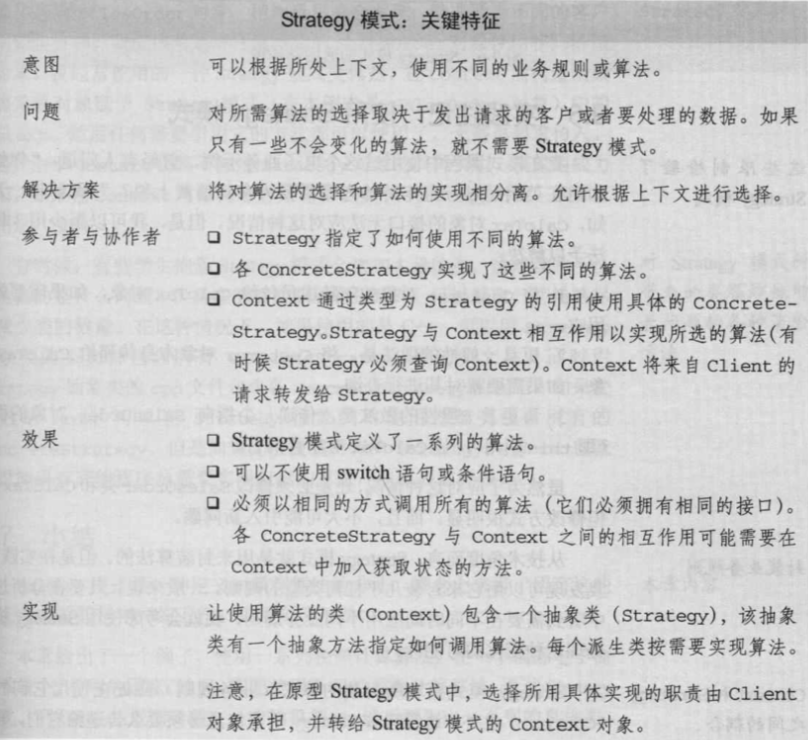 Strategy 模式：关键特征
意图 可以根据所处上下文，使用不同的业务规则或算法。
问题 对所需算法的选择取决于发出请求的客户或者要处理的数据。如果
只有一些不会变化的算法，就不需要 Strategy 模式。
解决方案 将对算法的选择和算法的实现相分离。允许根据上下文进行选择。
参与者与协作者 ❑ Strategy 指定了如何使用不同的算法。
❑ 各 ConcreteStrategy 实现了这些不同的算法。
❑ Context 通过类型为 Strategy 的引用使用具体的 Concrete-
Strategy.Strategy 与 Context 相互作用以实现所选的算法(有
时候 Strategy 必须查询 Context)。Context 将来自 Client 的
请求转发给 Strategy。
效果 ❑ Strategy 模式定义了一系列的算法。
❑ 可以不使用 switch 语句或条件语句。
❑ 必须以相同的方式调用所有的算法（它们必须拥有相同的接口）。
各 ConcreteStrategy 与 Context 之间的相互作用可能需要在
Context 中加入获取状态的方法。
实现 让使用算法的类（Context）包含一个抽象类（Strategy），该抽象
类有一个抽象方法指定如何调用算法。每个派生类按需要实现算法。
注意：在原型 Strategy 模式中，选择所用具体实现的职责由 Client
对象承担，并转给 Strategy 模式的 Context 对象。